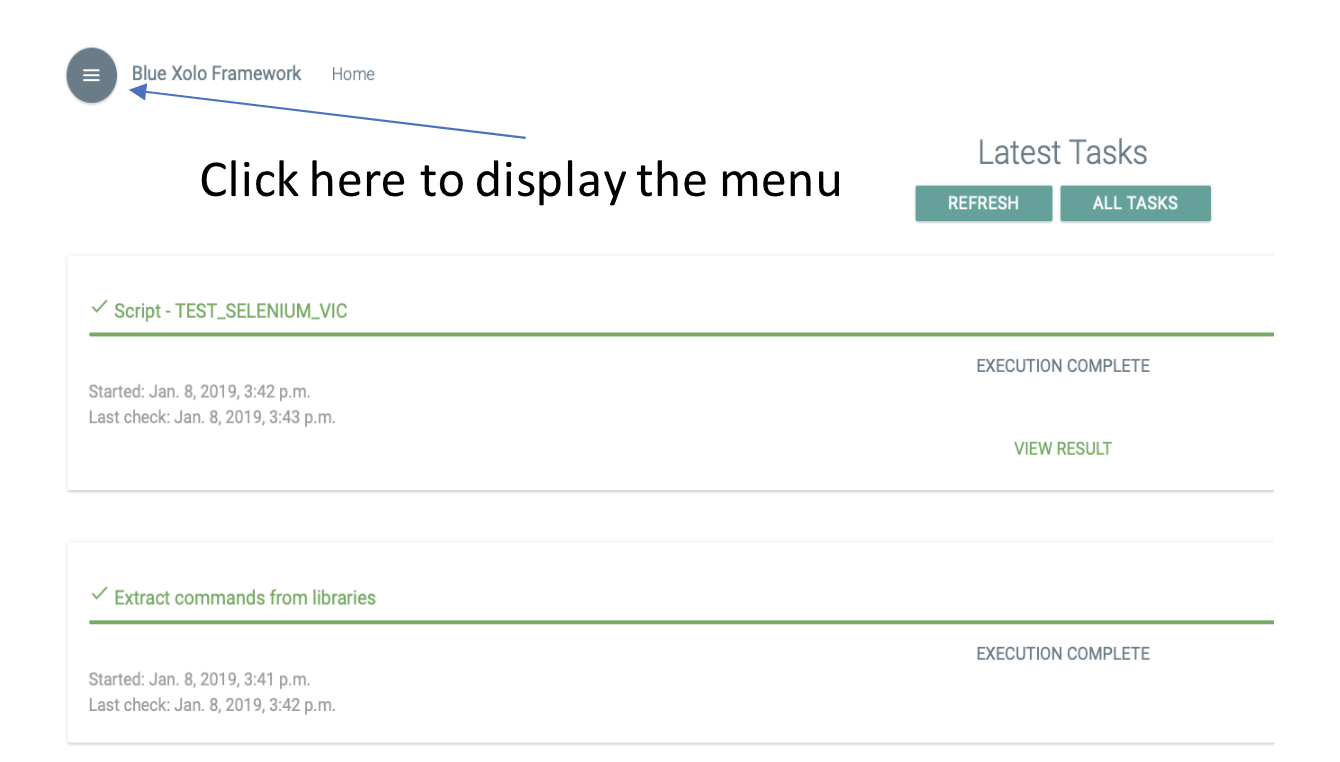 Blue Xolo Framework Home
Click here to display the menu
Latest Tasks
REFRESH ALL TASKS
Script - TEST_SELENIUM_VIC
EXECUTION COMPLETE
Started: Jan. 8, 2019, 3:42 p.m.
Last check: Jan. 8, 2019, 3:43 p.m.
VIEW RESULT
Extract commands from libraries
EXECUTION COMPLETE
Started: Jan. 8, 2019, 3:41 p.m.
Last check: Jan. 8, 2019, 3:42 p.m.